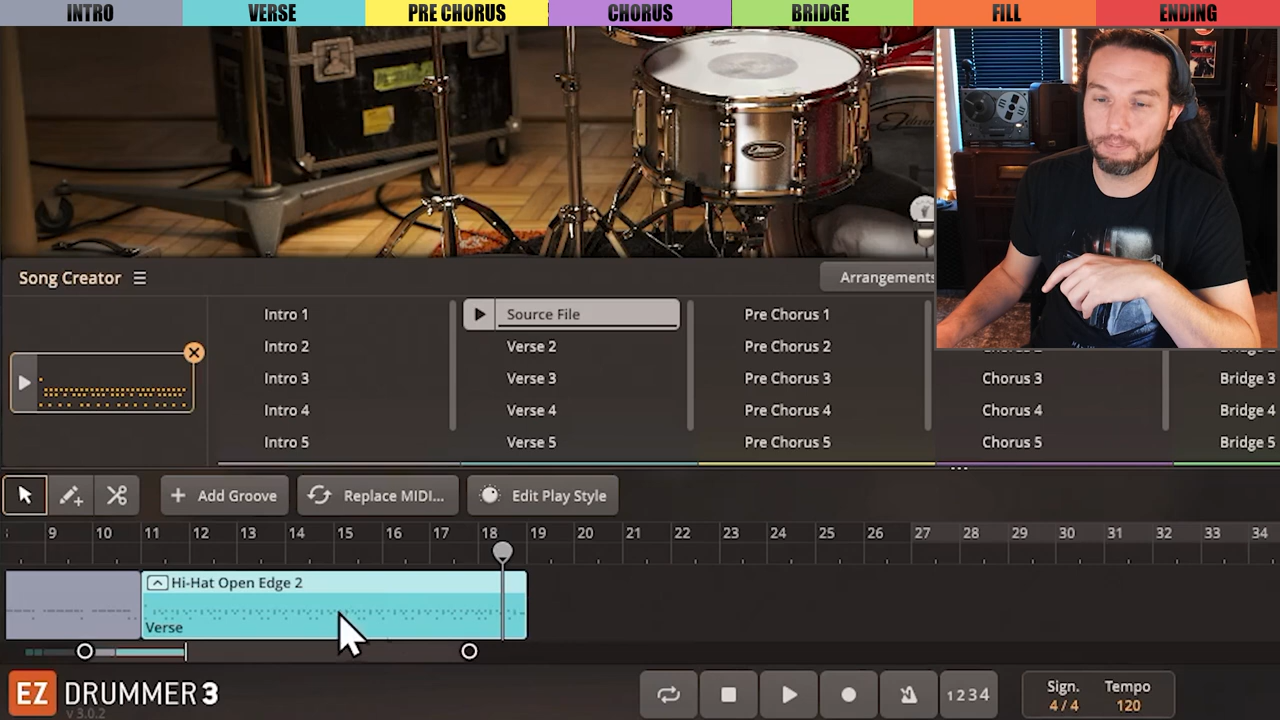 INTRO
VERSE
PRE CHORUS
CHORUS
BRIDGE
FILL
ENDING
Song Creator
Arrangements
Intro 1
Intro 2
Intro 3
Intro 4
Intro 5
Source File
Verse 2
Verse 3
Verse 4
Verse 5
Pre Chorus 1
Pre Chorus 2
Pre Chorus 3
Pre Chorus 4
Pre Chorus 5
Chorus 3
Chorus 4
Chorus 5
Bridge 3
Bridge 4
Bridge 5
Add Groove
Replace MIDI...
Edit Play Style
9 10 11 12 13 14 15 16 17 18 19 20 21 22 23 24 25 26 27 28 29 30 31 32 33 34
Hi-Hat Open Edge 2
Verse
EZ DRUMMER 3
v 3.0.2
1 2 3 4
Sign. Tempo
4 / 4 120